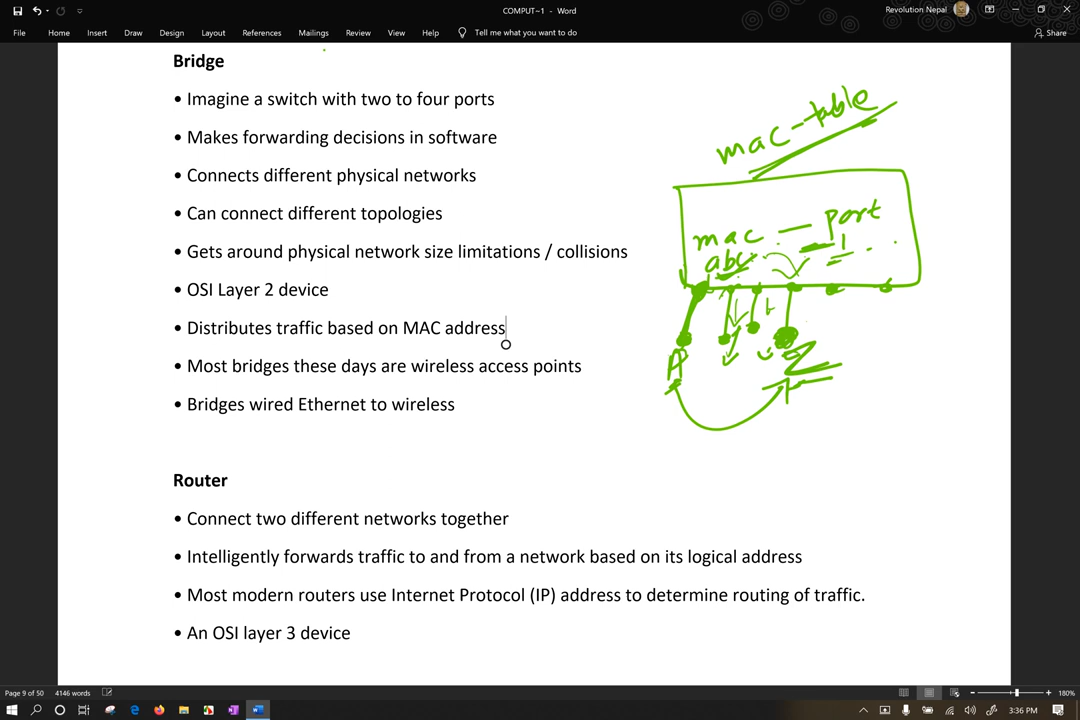 COMPUT~1 - Word
Revolution Nepal
File Home Insert Draw Design Layout References Mailings Review View Help Tell me what you want to do Share
Bridge
• Imagine a switch with two to four ports
• Makes forwarding decisions in software
• Connects different physical networks
• Can connect different topologies
• Gets around physical network size limitations / collisions
• OSI Layer 2 device
• Distributes traffic based on MAC address
• Most bridges these days are wireless access points
• Bridges wired Ethernet to wireless
mac-table
mac — port
abc 1
A
Router
• Connect two different networks together
• Intelligently forwards traffic to and from a network based on its logical address
• Most modern routers use Internet Protocol (IP) address to determine routing of traffic.
• An OSI layer 3 device
Page 9 of 50 4146 words 180%
3:36 PM